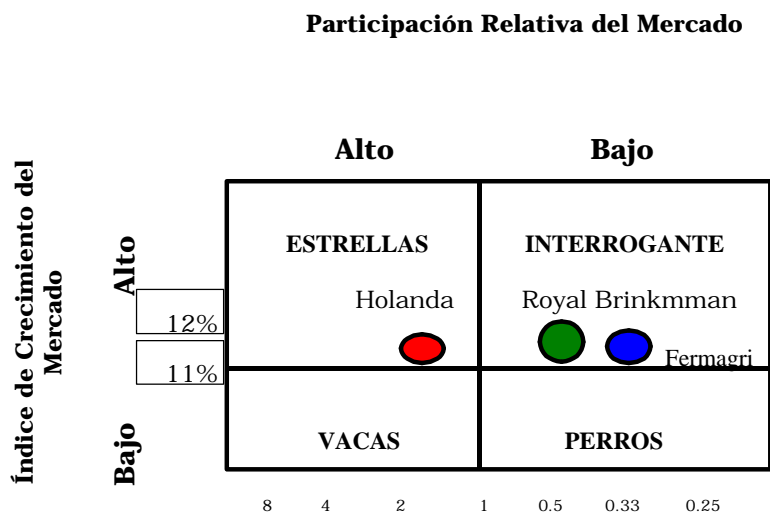 Participación Relativa del Mercado
Alto
Bajo
Índice de Crecimiento del
Mercado
Alto
Bajo
ESTRELLAS
INTERROGANTE
Holanda
Royal Brinkmman
12%
Fermagri
11%
VACAS
PERROS
8 4 2 1 0.5 0.33 0.25